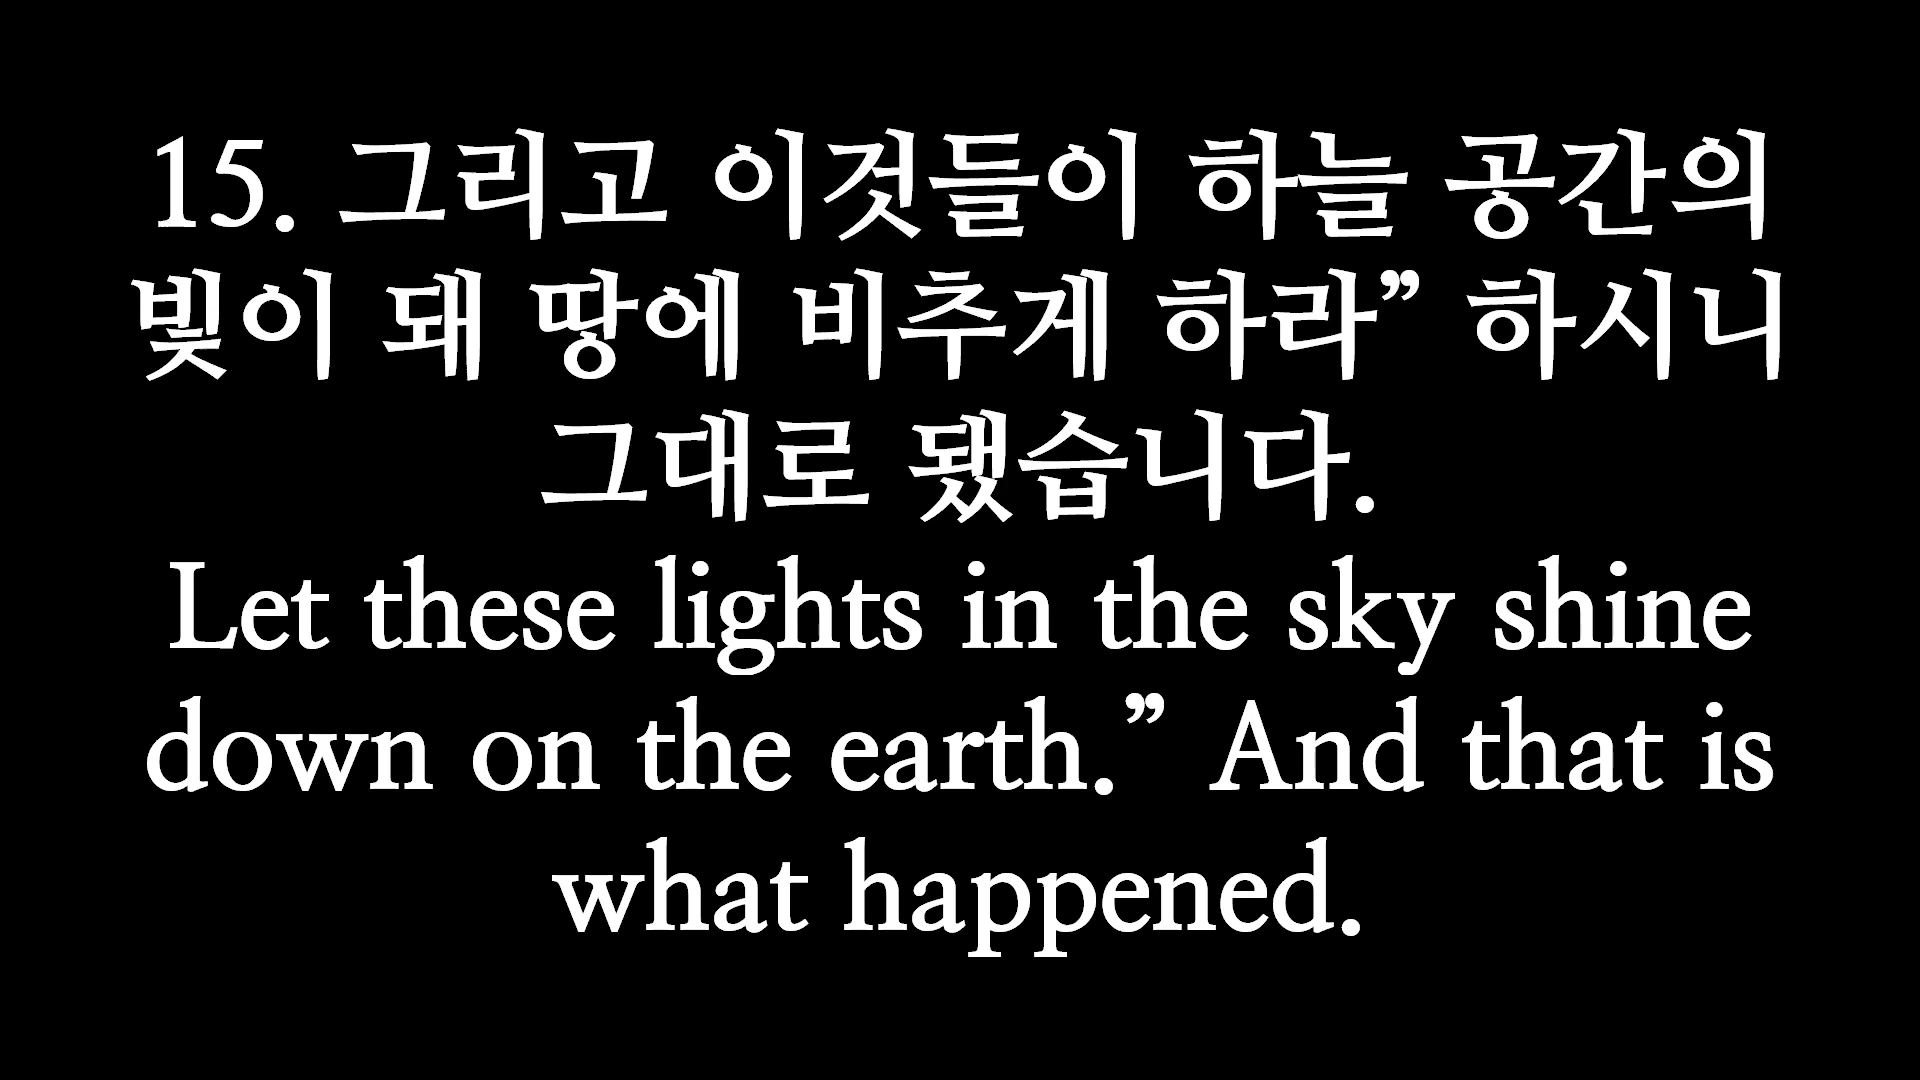 15. 그리고 이것들이 하늘 공간의
빛이 돼 땅에 비추게 하라” 하시니
그대로 됐습니다.
Let these lights in the sky shine
down on the earth.” And that is
what happened.